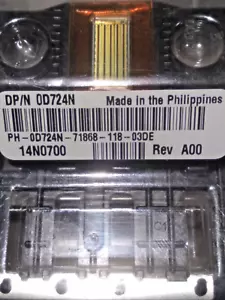 DP/N 0D724N Made in the Philippines
PH-0D724N-71868-118-03DE
14N0700 Rev A00